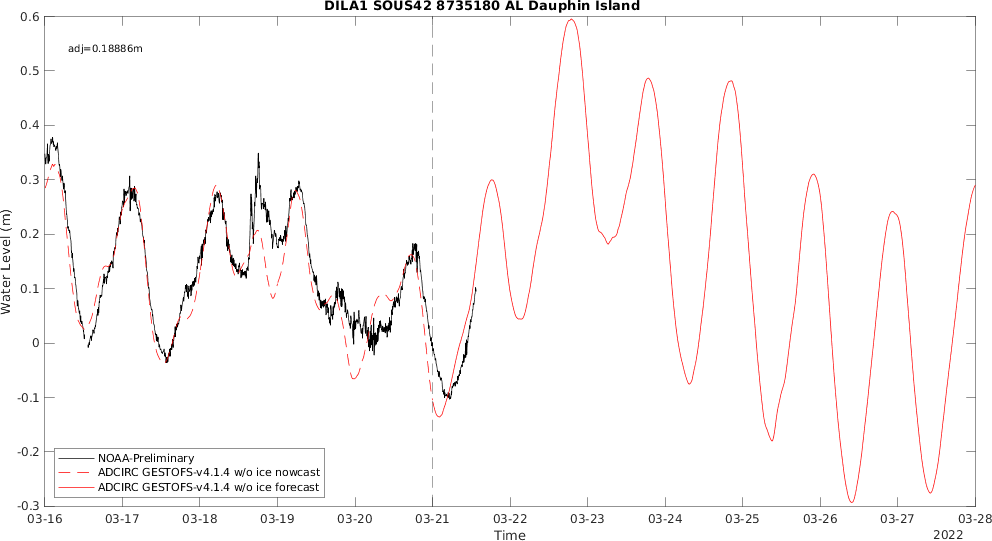 DILA1 SOUS42 8735180 AL Dauphin Island
adj=0.18886m
Water Level (m)
0.6
0.5
0.4
0.3
0.2
0.1
0
-0.1
-0.2
-0.3
NOAA-Preliminary
ADCIRC GESTOFS-v4.1.4 w/o ice nowcast
ADCIRC GESTOFS-v4.1.4 w/o ice forecast
03-16 03-17 03-18 03-19 03-20 03-21 03-22 03-23 03-24 03-25 03-26 03-27 03-28
Time
2022